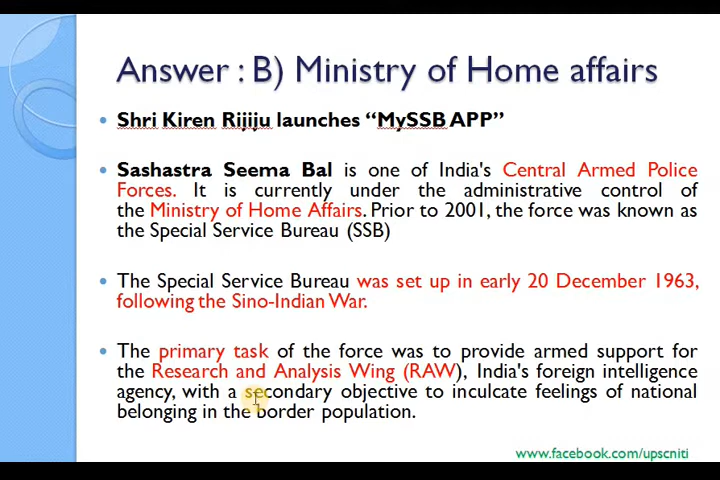 Answer : B) Ministry of Home affairs
• Shri Kiren Rijiju launches “MySSB APP”
• Sashastra Seema Bal is one of India's Central Armed Police
Forces. It is currently under the administrative control of
the Ministry of Home Affairs. Prior to 2001, the force was known as
the Special Service Bureau (SSB)
• The Special Service Bureau was set up in early 20 December 1963,
following the Sino-Indian War.
• The primary task of the force was to provide armed support for
the Research and Analysis Wing (RAW), India's foreign intelligence
agency, with a secondary objective to inculcate feelings of national
belonging in the border population.
www.facebook.com/upscniti